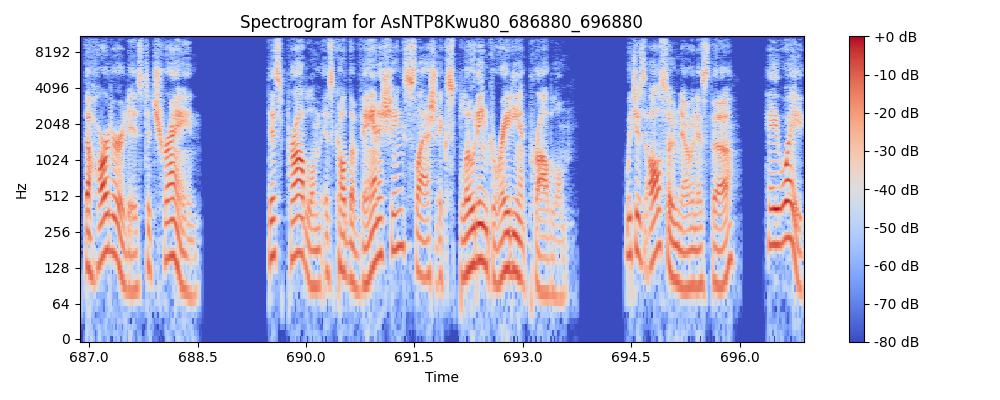 Spectrogram for AsNTP8Kwu80_686880_696880
Hz
8192
4096
2048
1024
512
256
128
64
0
687.0 688.5 690.0 691.5 693.0 694.5 696.0
Time
+0 dB
-10 dB
-20 dB
-30 dB
-40 dB
-50 dB
-60 dB
-70 dB
-80 dB